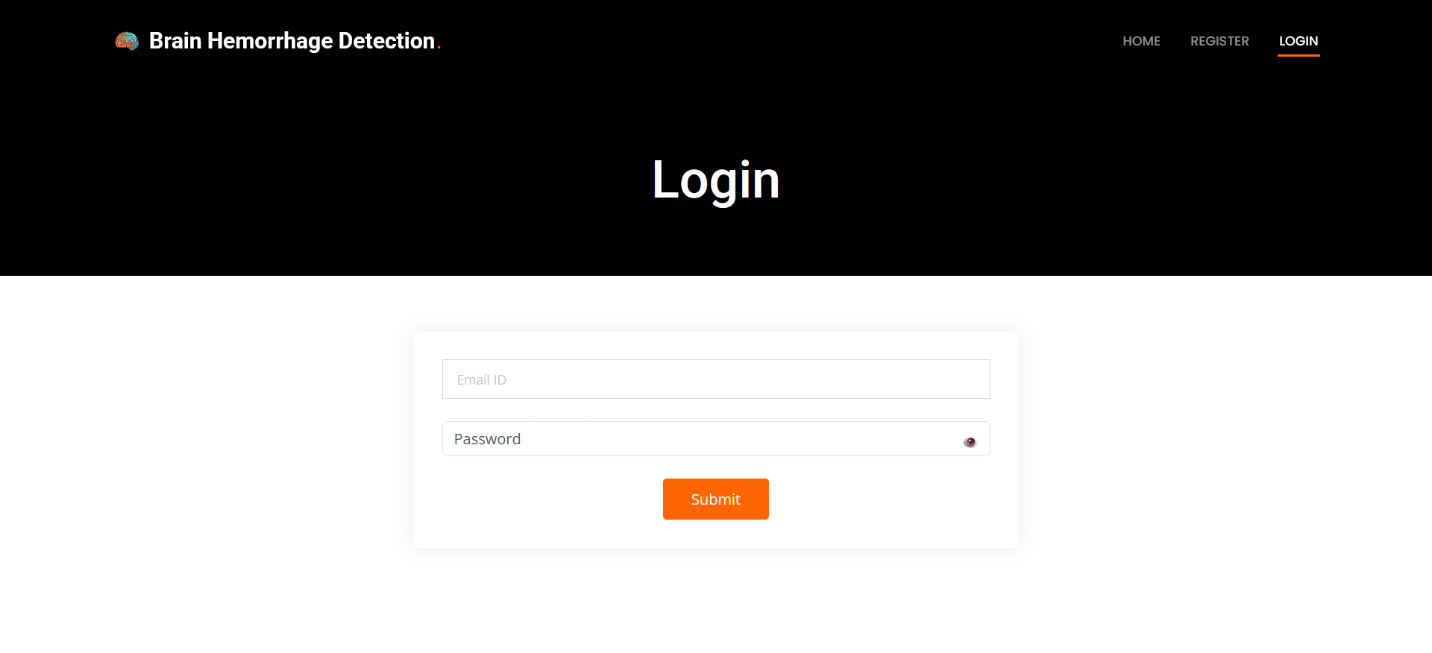 Brain Hemorrhage Detection.
HOME REGISTER LOGIN
Login
Email ID
Password
Submit